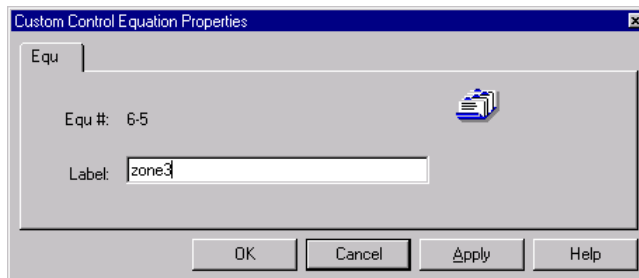 Custom Control Equation Properties
Equ
Equ #: 6-5
Label: zone3
OK Cancel Apply Help